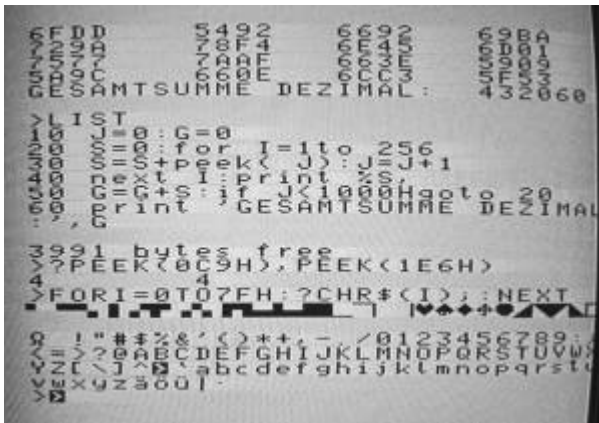 6FDD 5492 6692 69BA
729A 78F4 6E45 6D01
7577 7AAF 663E 5909
5A9C 660E 6CC3 5F53
GESAMTSUMME DEZIMAL: 432060
>LIST
10 J=0:G=0
20 S=0:for I=1to 256
30 S=S+peek( J):J=J+1
40 next I:print %S,
50 G=G+S:if J<1000Hgoto 20
60 print 'GESAMTSUMME DEZIMAL
:',G
3991 bytes free
>?PEEK(0C9H),PEEK(1E6H)
4 4
>FORI=0TO7FH:?CHR$(I);:NEXT
Ω !"#$%&'()*+,-./0123456789:;
<=>?@ABCDEFGHIJKLMNOPQRSTUVWX
YZ[\]^ `abcdefghijklmnopqrstu
vwxyzäöü|
>